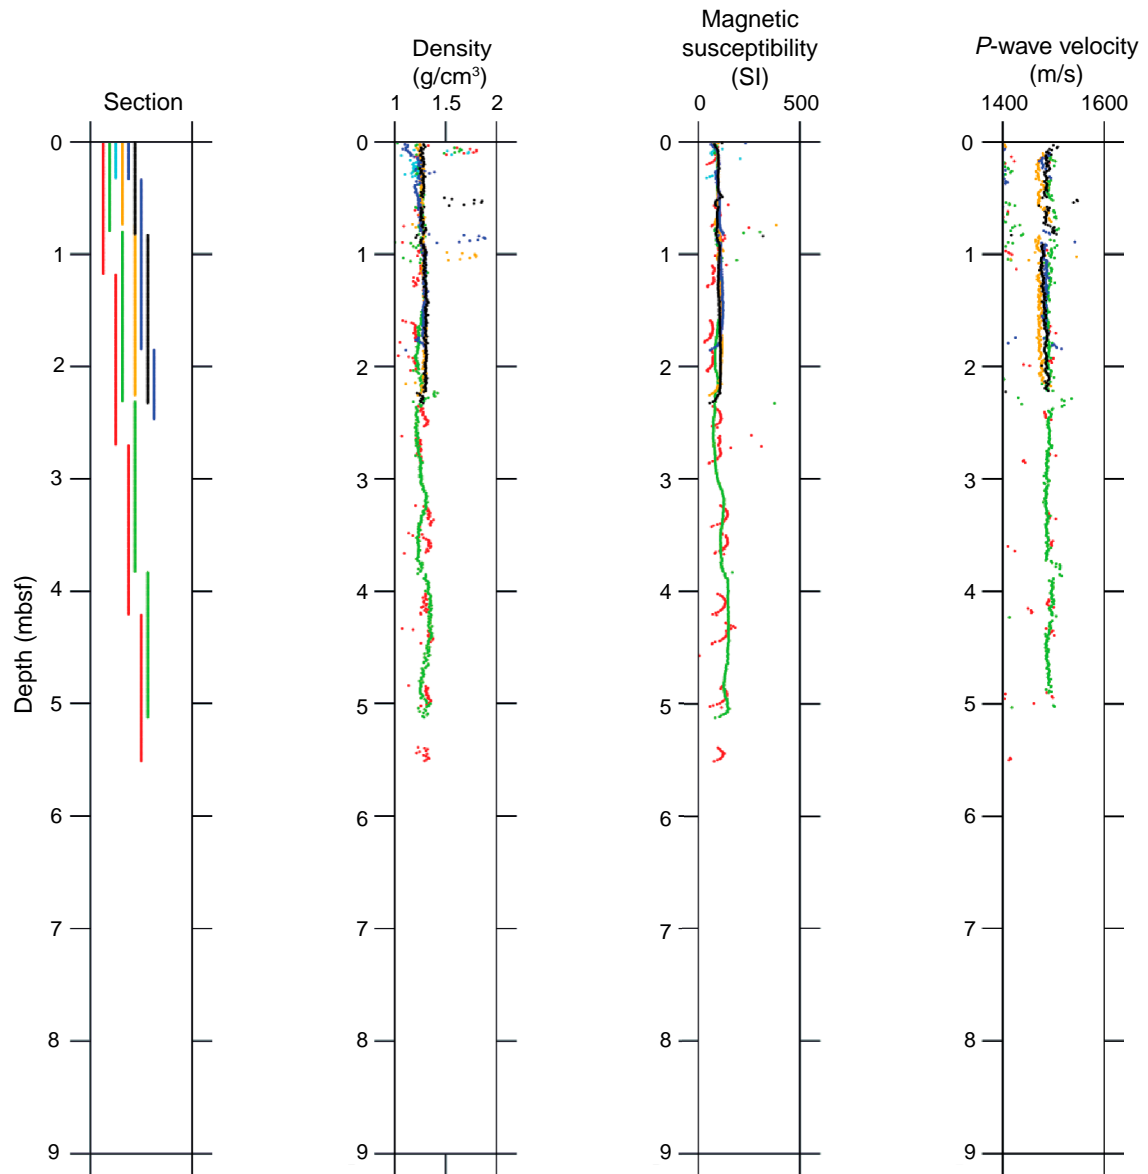 Magnetic
susceptibility
(SI)
Density
(g/cm³)
P-wave velocity
(m/s)
Section
1 1.5 2
0 500
1400 1600
0 0 0 0
1 1 1 1
2 2 2 2
3 3 3 3
4 4 4 4
5 5 5 5
6 6 6 6
7 7 7 7
8 8 8 8
9 9 9 9
Depth (mbsf)